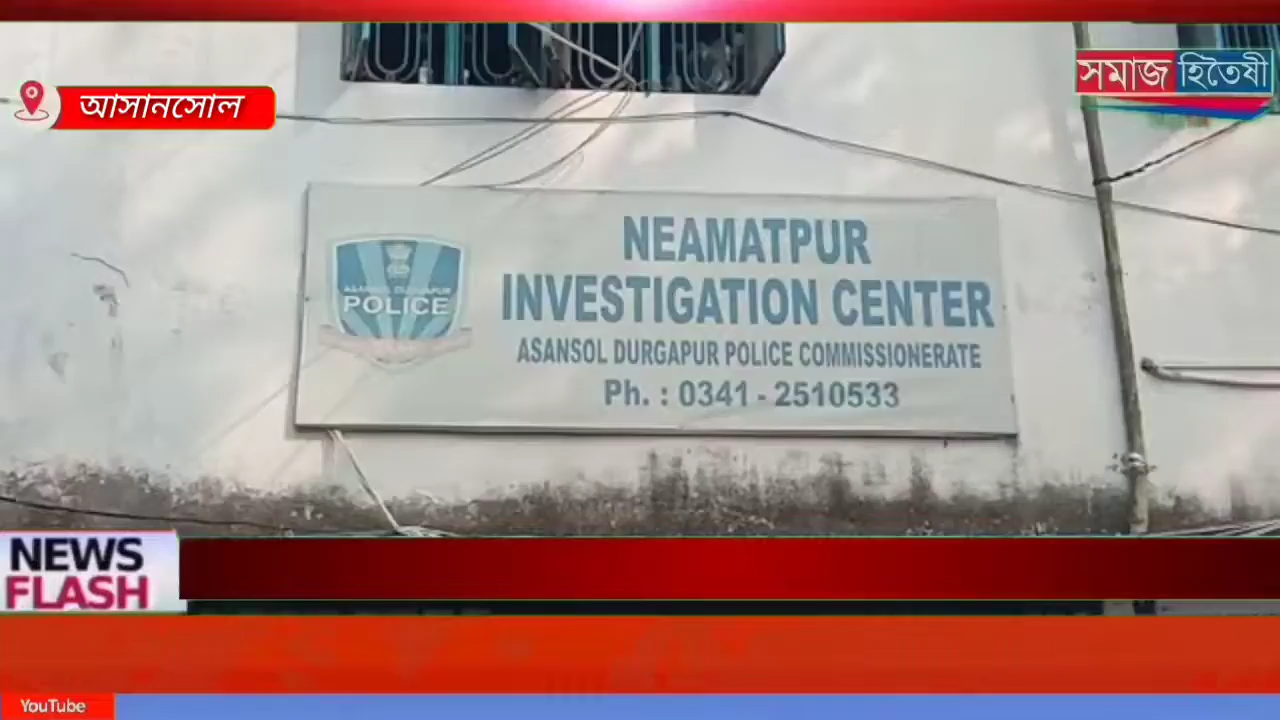 আসানসোল
সমাজ হিতৈষী
NEAMATPUR
INVESTIGATION CENTER
ASANSOL DURGAPUR
POLICE
ASANSOL DURGAPUR POLICE COMMISSIONERATE
Ph. : 0341 - 2510533
NEWS
FLASH
YouTube